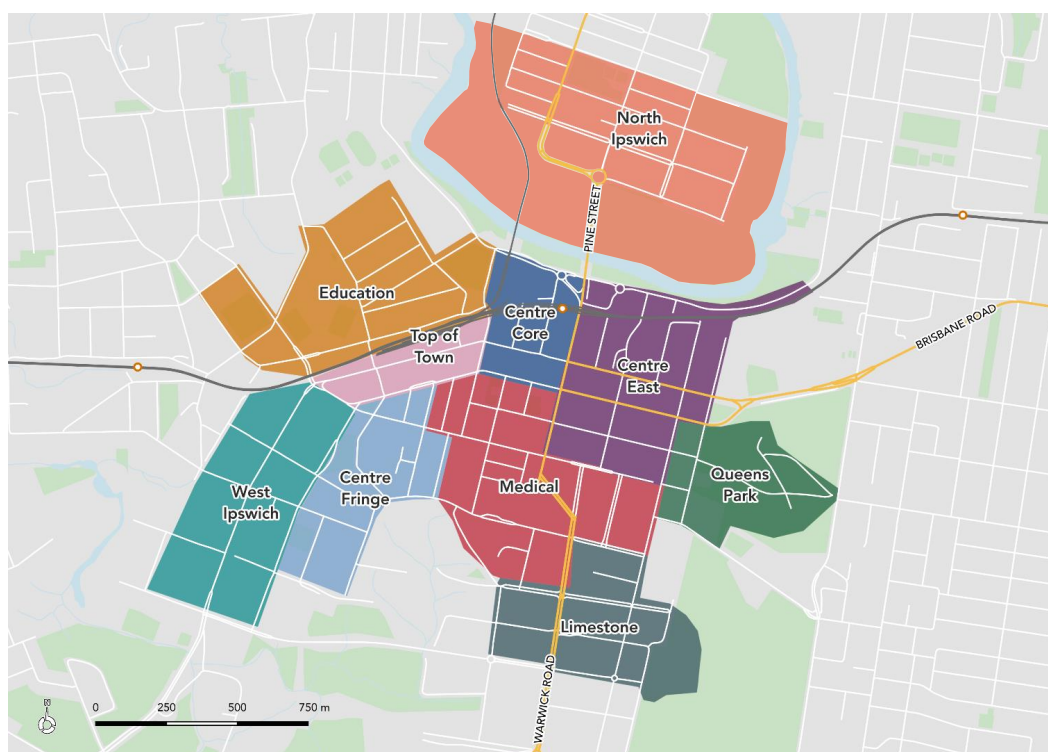 North
Ipswich
PINE STREET
Education
Centre
Core
Top of
Town
BRISBANE ROAD
Centre
East
Centre
Fringe
Medical
Queens
Park
West
Ipswich
Limestone
WARWICK ROAD
N
0 250 500 750 m